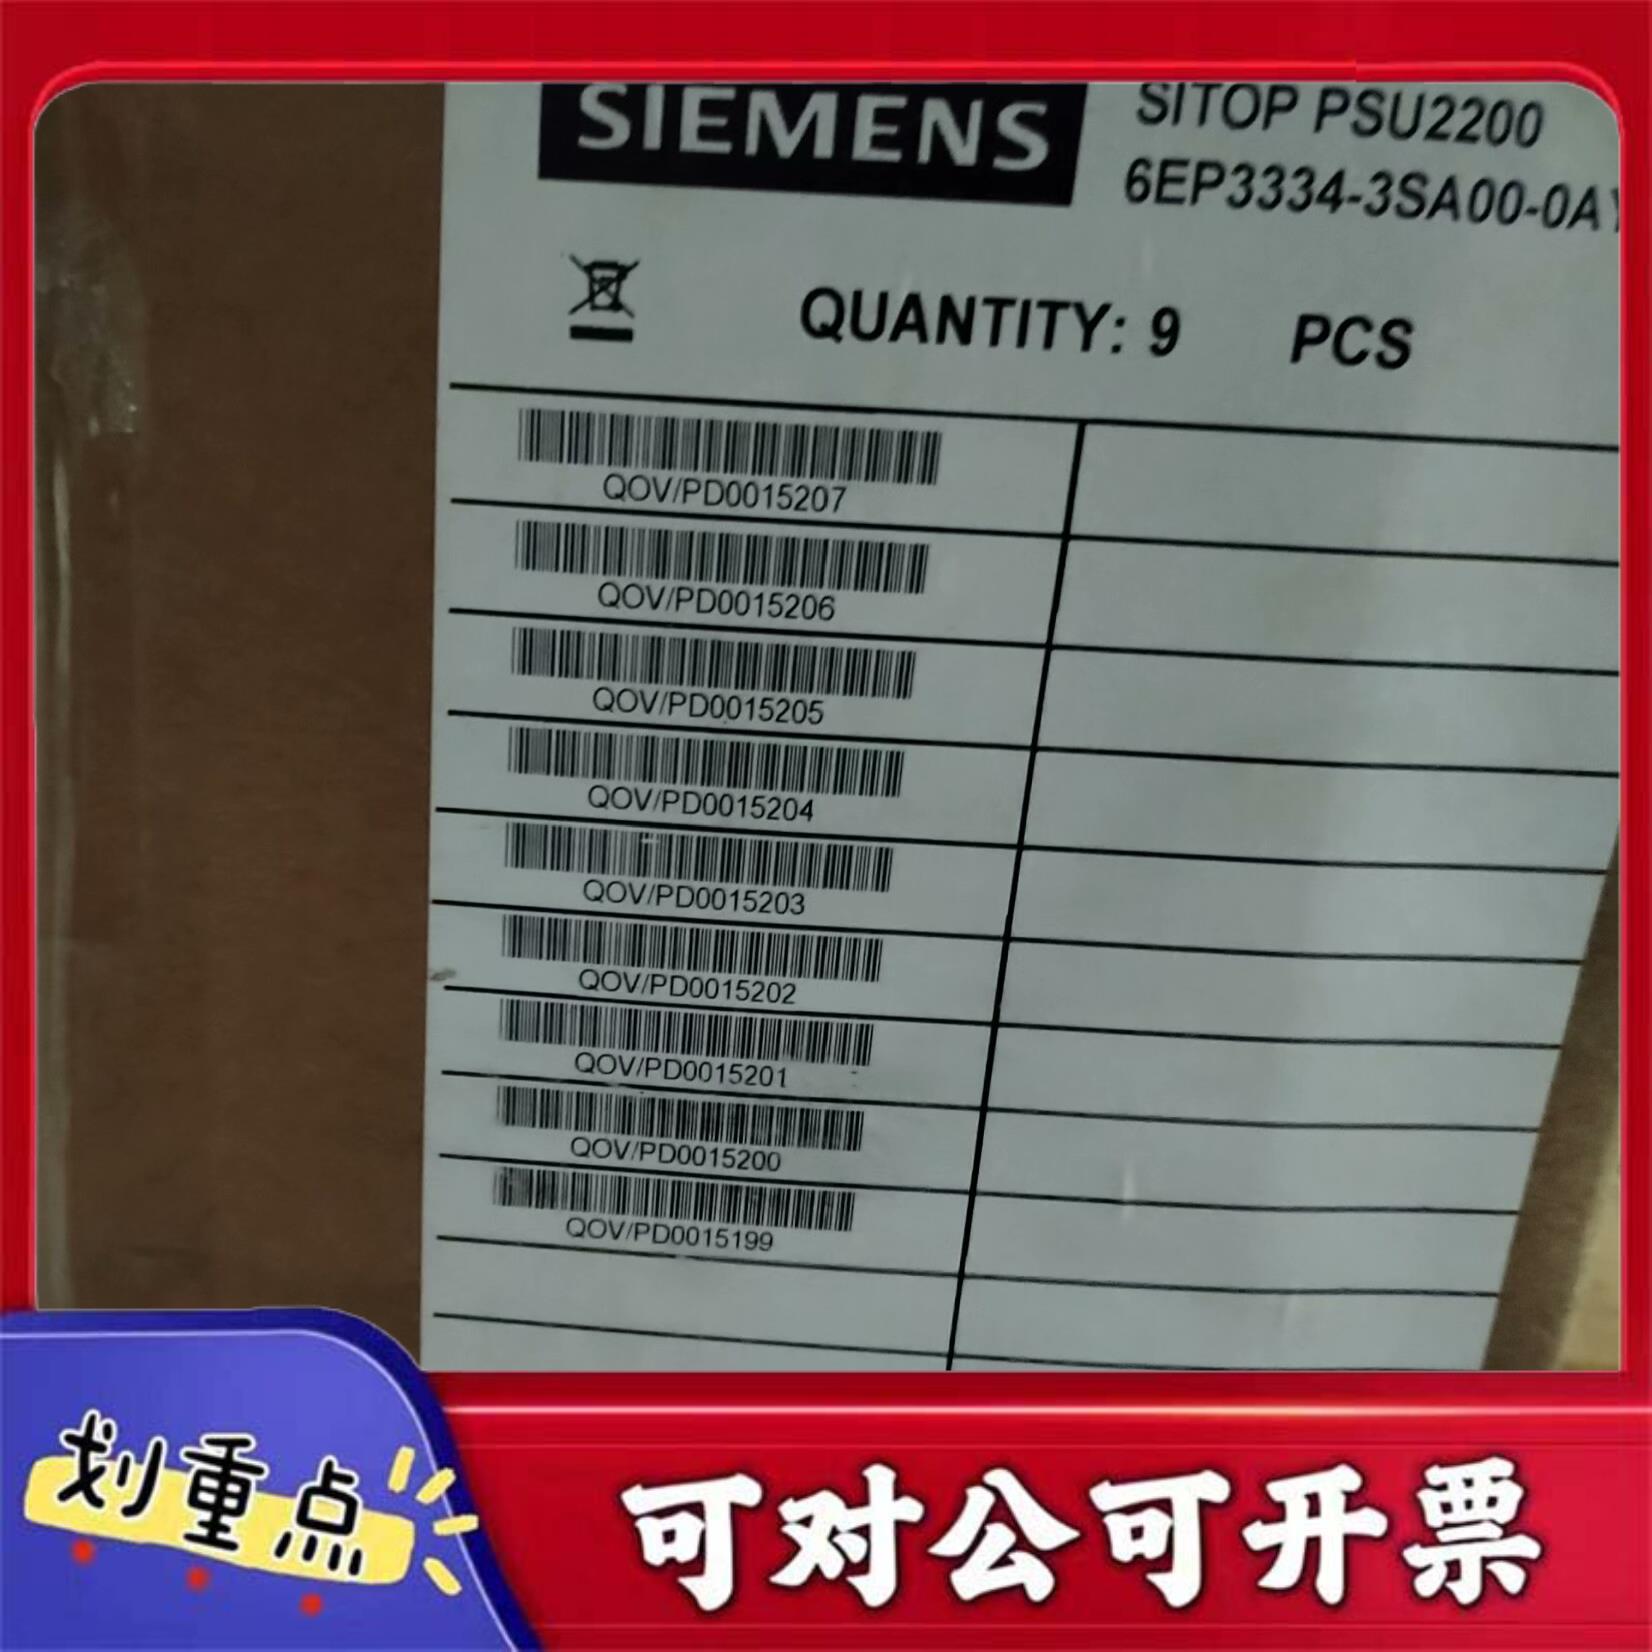 SIEMENS
SITOP PSU2200
6EP3334-3SA00-0AY
QUANTITY: 9 PCS
QOV/PD0015207
QOV/PD0015206
QOV/PD0015205
QOV/PD0015204
QOV/PD0015203
QOV/PD0015202
QOV/PD0015201
QOV/PD0015200
QOV/PD0015199
划重点
可对公可开票